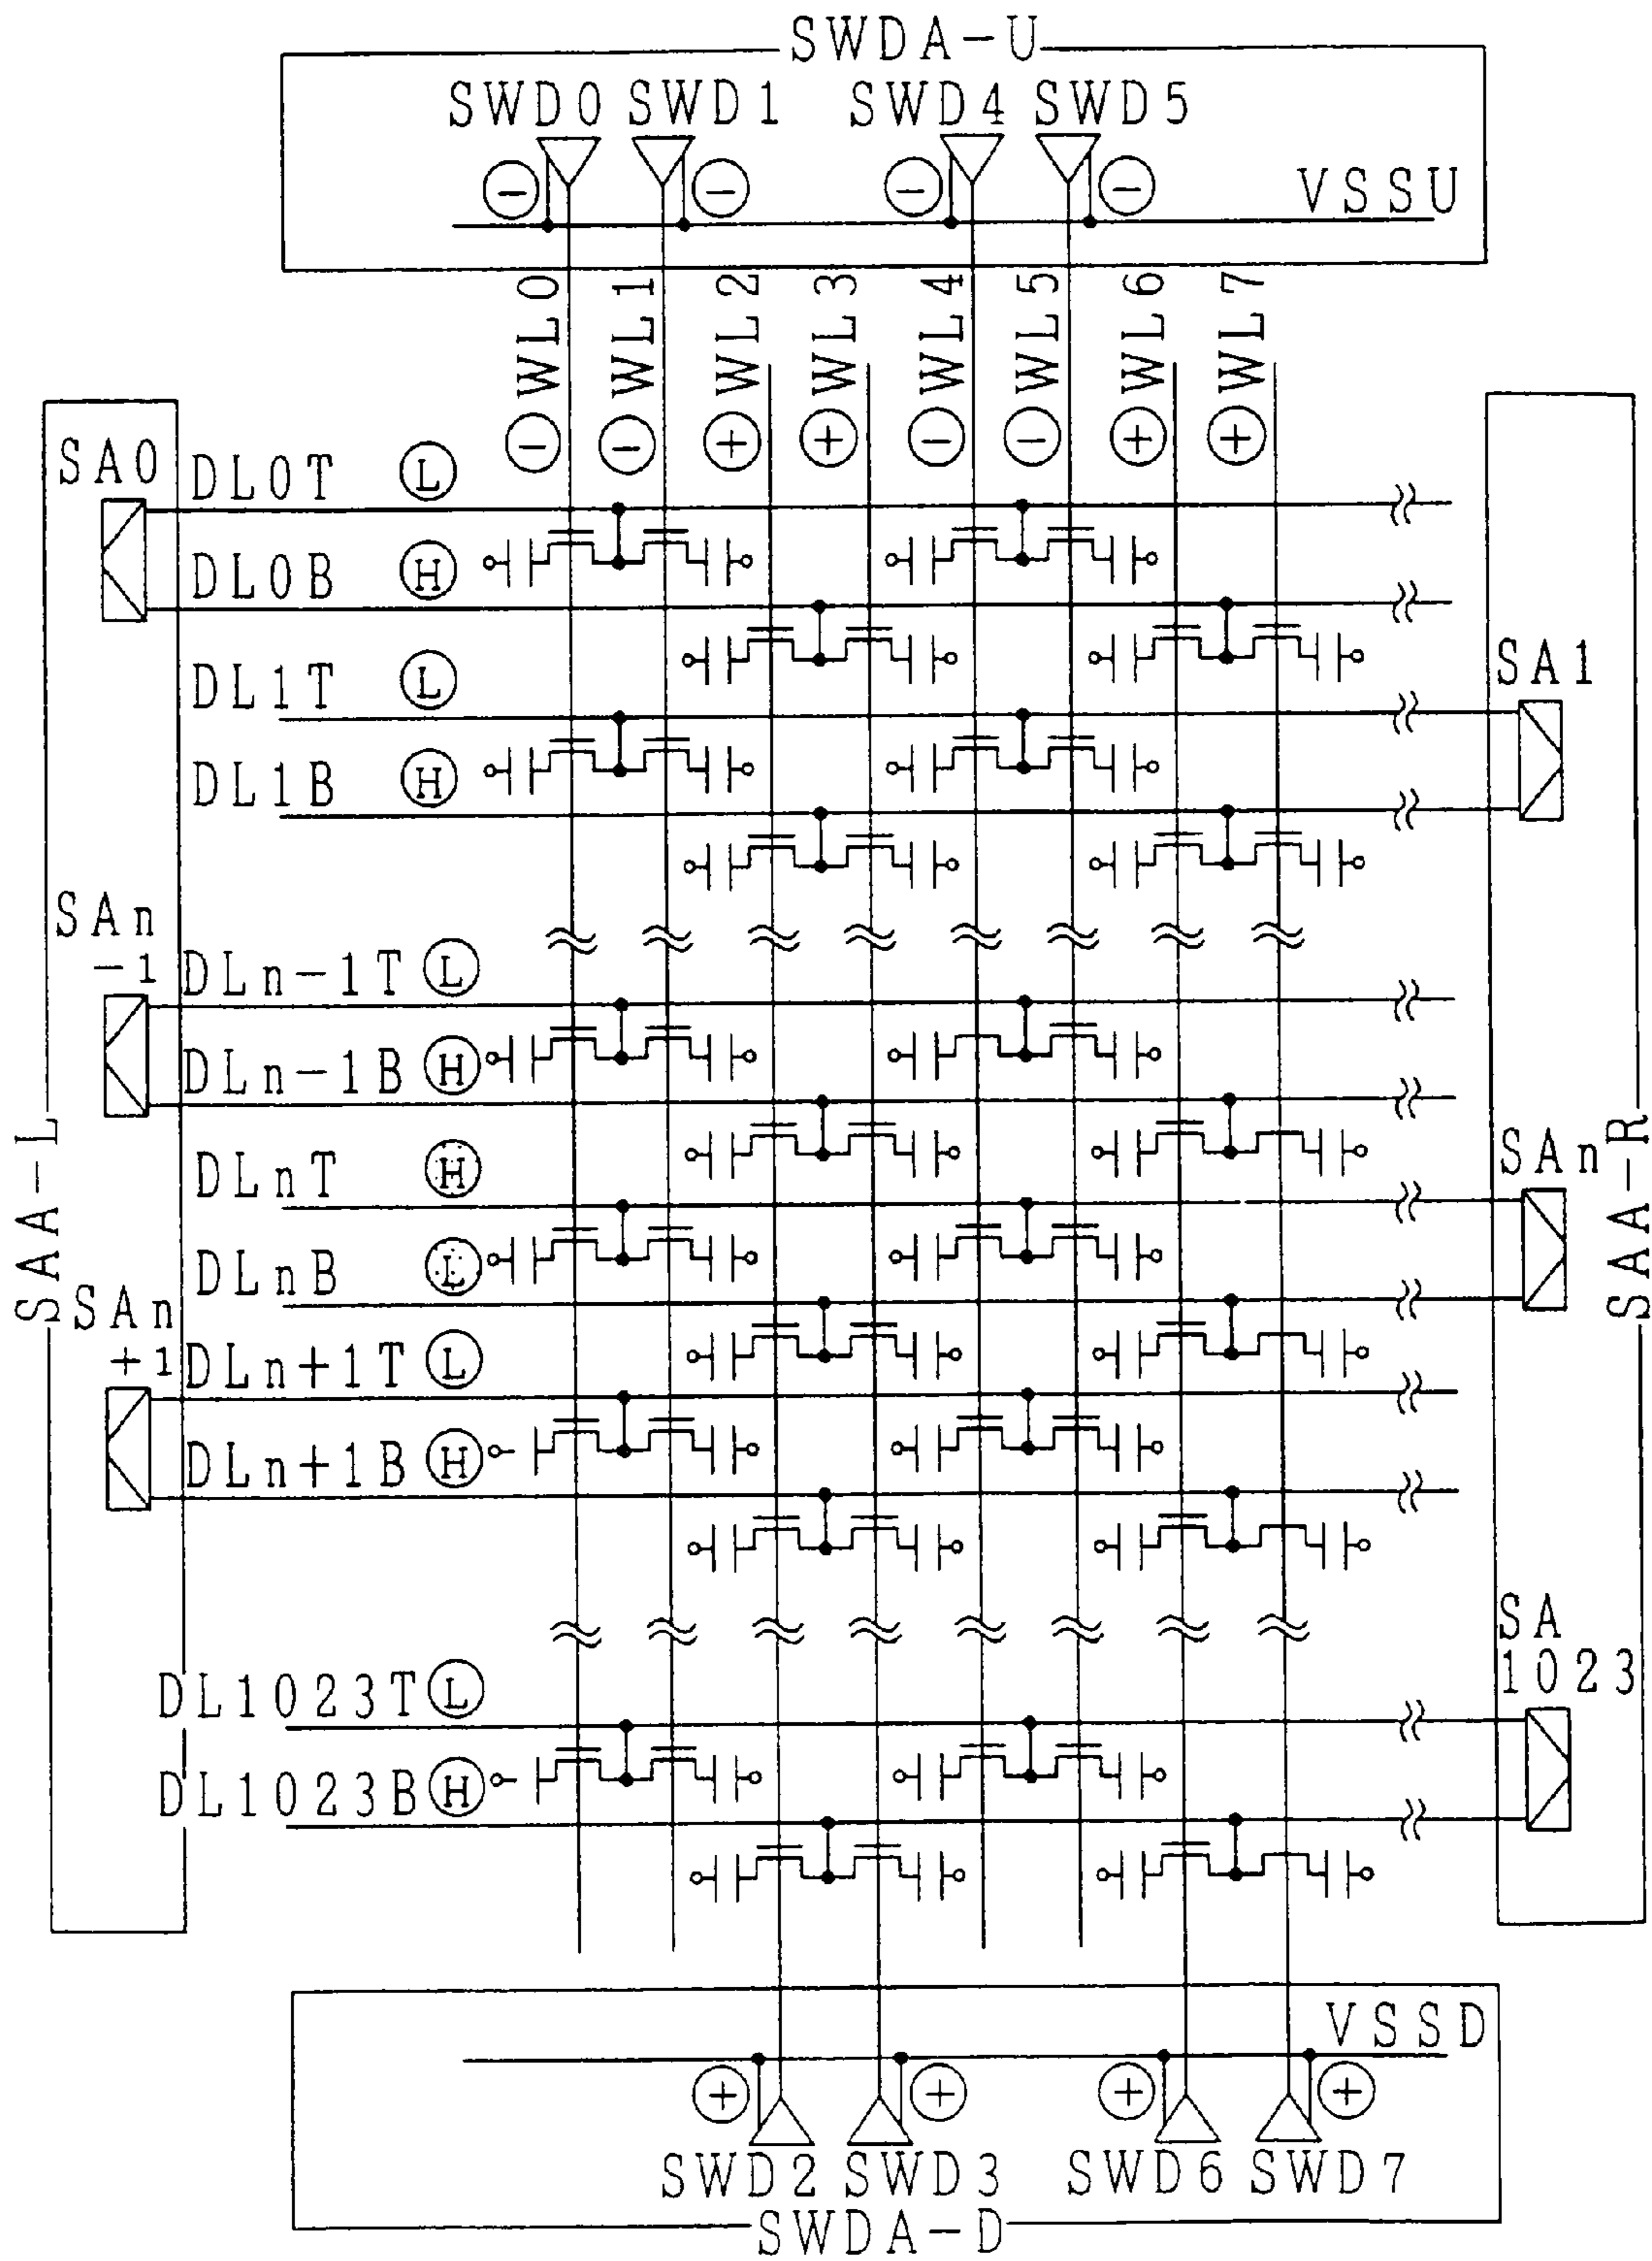 SWDA-U
SWD0 SWD1 SWD4 SWD5
⊖ ⊖ ⊖ ⊖ VSSU
⊖WL0 ⊖WL1 ⊕WL2 ⊕WL3 ⊖WL4 ⊖WL5 ⊕WL6 ⊕WL7
SA0
DL0T Ⓛ
DL0B Ⓗ
DL1T Ⓛ
SA1
DL1B Ⓗ
SAn
-1
DLn-1T Ⓛ
DLn-1B Ⓗ
SAA-L
DLnT Ⓗ
SAn
SAA-R
DLnB Ⓛ
SAn
+1
DLn+1T Ⓛ
DLn+1B Ⓗ
SA
1023
DL1023T Ⓛ
DL1023B Ⓗ
VSSD
⊕ ⊕ ⊕ ⊕
SWD2 SWD3 SWD6 SWD7
SWDA-D